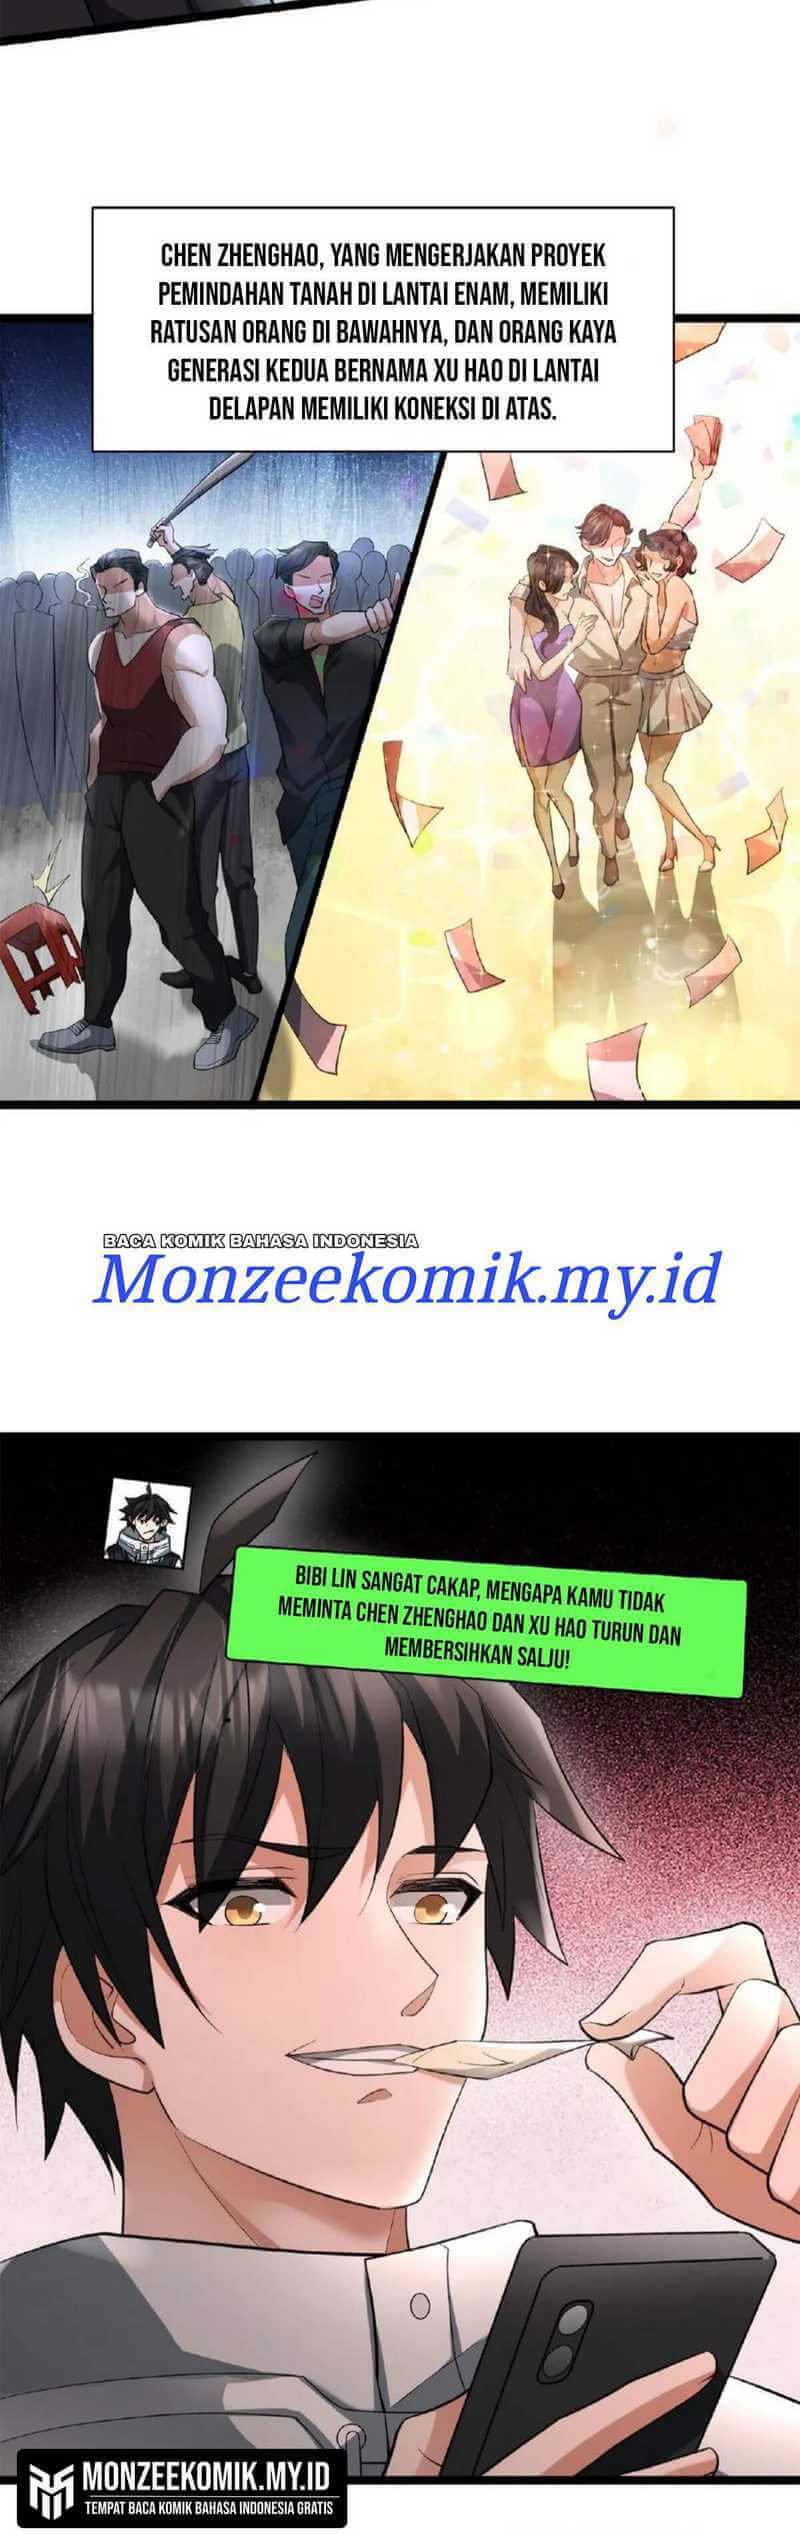 CHEN ZHENGHAO, YANG MENGERJAKAN PROYEK
PEMINDAHAN TANAH DI LANTAI ENAM, MEMILIKI
RATUSAN ORANG DI BAWAHNYA, DAN ORANG KAYA
GENERASI KEDUA BERNAMA XU HAO DI LANTAI
DELAPAN MEMILIKI KONEKSI DI ATAS.
BACA KOMIK BAHASA INDONESIA
Monzeekomik.my.id
BIBI LIN SANGAT CAKAP, MENGAPA KAMU TIDAK
MEMINTA CHEN ZHENGHAO DAN XU HAO TURUN DAN
MEMBERSIHKAN SALJU!
MONZEEKOMIK.MY.ID
TEMPAT BACA KOMIK BAHASA INDONESIA GRATIS